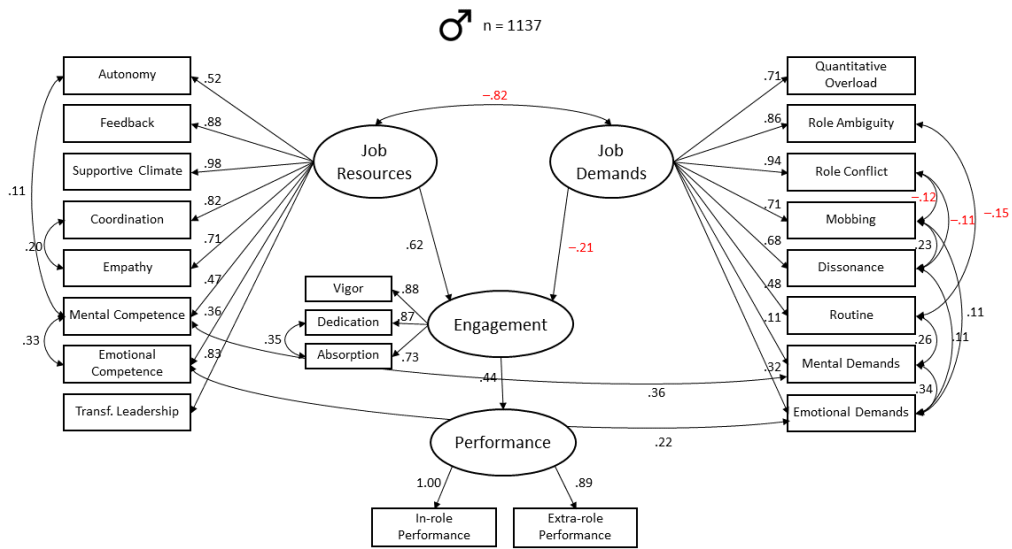 n = 1137
Autonomy
Feedback
Supportive Climate
Coordination
Empathy
Mental Competence
Emotional
Competence
Transf. Leadership
.11
.20
.33
.52
.88
.98
.82
.71
.47
.36
.83
Job
Resources
–.82
Job
Demands
.62
–.21
Vigor
Dedication
Absorption
.35
.88
.87
.73
Engagement
.44
.36
Performance
.22
1.00
.89
In-role
Performance
Extra-role
Performance
.71
.86
.94
.71
.68
.48
.11
.32
Quantitative
Overload
Role Ambiguity
Role Conflict
Mobbing
Dissonance
Routine
Mental Demands
Emotional Demands
–.12
–.11
–.15
.23
.11
.11
.26
.34